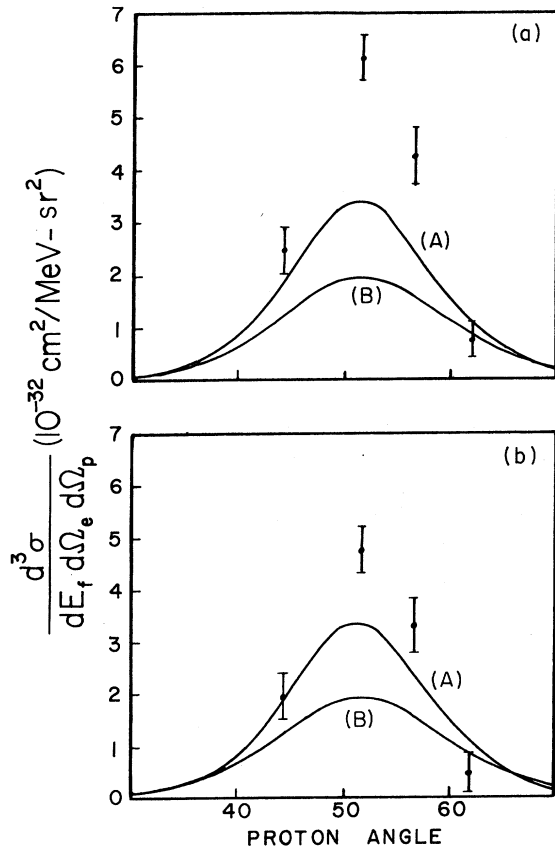 7
(a)
6
5
4
3
(A)
2
(B)
1
0
40
50
60
7
(b)
6
5
4
3
(A)
2
(B)
1
0
40
50
60
PROTON ANGLE
d³σ
dE_f dΩ_e dΩ_p
(10⁻³² cm²/MeV-sr²)